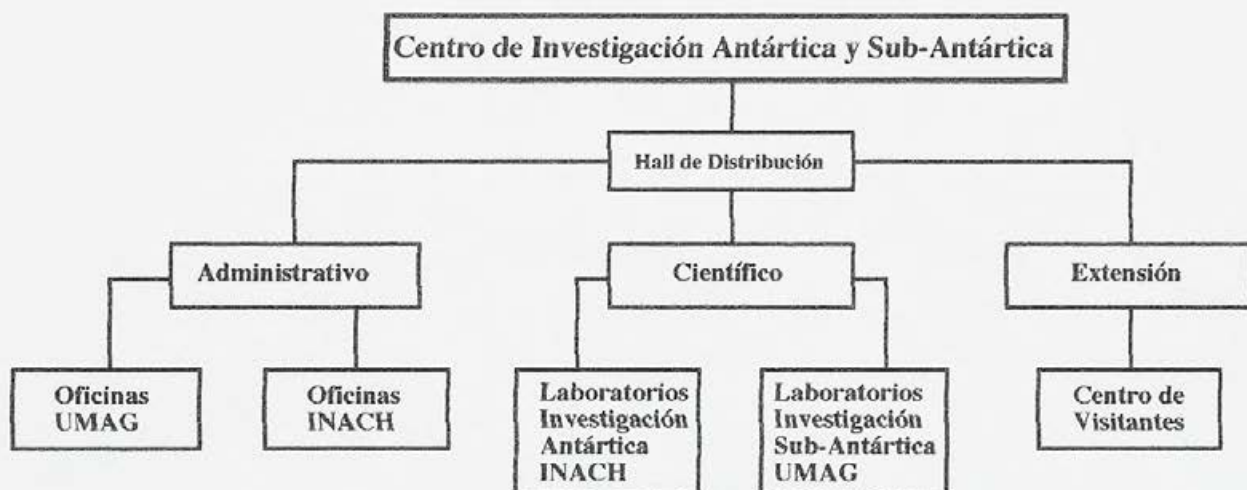 Centro de Investigación Antártica y Sub-Antártica
Hall de Distribución
Administrativo
Científico
Extensión
Oficinas
UMAG
Oficinas
INACH
Laboratorios
Investigación
Antártica
INACH
Laboratorios
Investigación
Sub-Antártica
UMAG
Centro de
Visitantes